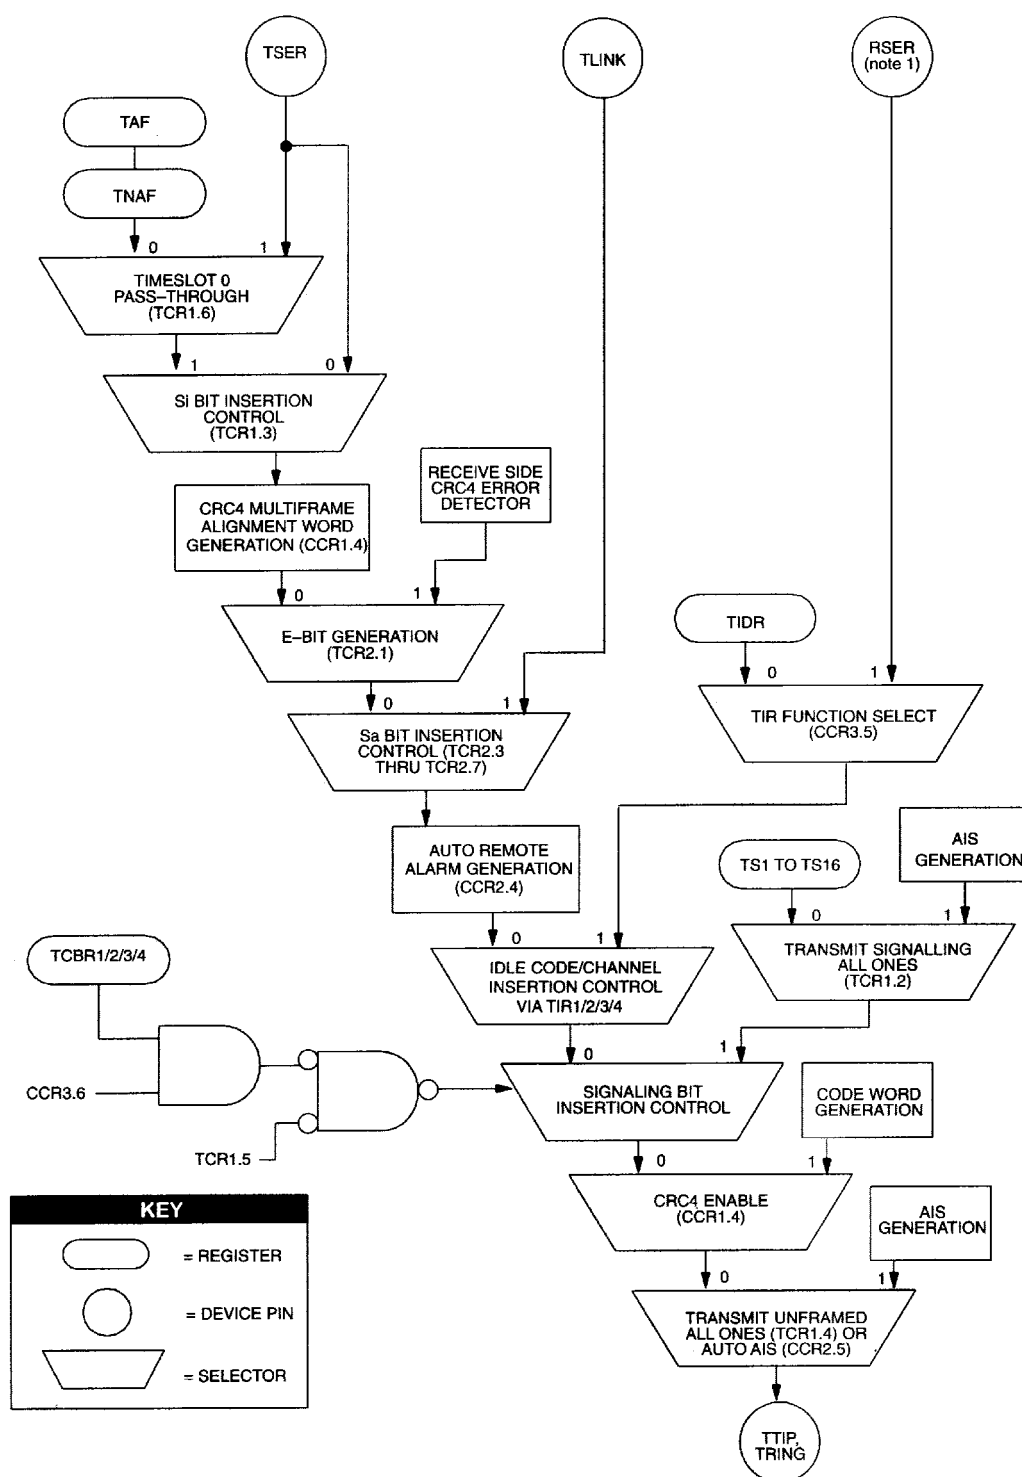 TSER
TLINK
RSER
(note 1)
TAF
TNAF
0
1
TIMESLOT 0
PASS–THROUGH
(TCR1.6)
1
0
Si BIT INSERTION
CONTROL
(TCR1.3)
RECEIVE SIDE
CRC4 ERROR
DETECTOR
CRC4 MULTIFRAME
ALIGNMENT WORD
GENERATION (CCR1.4)
0
1
E–BIT GENERATION
(TCR2.1)
TIDR
0
1
TIR FUNCTION SELECT
(CCR3.5)
0
1
Sa BIT INSERTION
CONTROL (TCR2.3
THRU TCR2.7)
AUTO REMOTE
ALARM GENERATION
(CCR2.4)
AIS
GENERATION
TS1 TO TS16
0
1
TRANSMIT SIGNALLING
ALL ONES
(TCR1.2)
0
1
IDLE CODE/CHANNEL
INSERTION CONTROL
VIA TIR1/2/3/4
TCBR1/2/3/4
CCR3.6
TCR1.5
0
1
SIGNALING BIT
INSERTION CONTROL
CODE WORD
GENERATION
0
1
CRC4 ENABLE
(CCR1.4)
AIS
GENERATION
0
1
TRANSMIT UNFRAMED
ALL ONES (TCR1.4) OR
AUTO AIS (CCR2.5)
TTIP,
TRING
KEY
= REGISTER
= DEVICE PIN
= SELECTOR